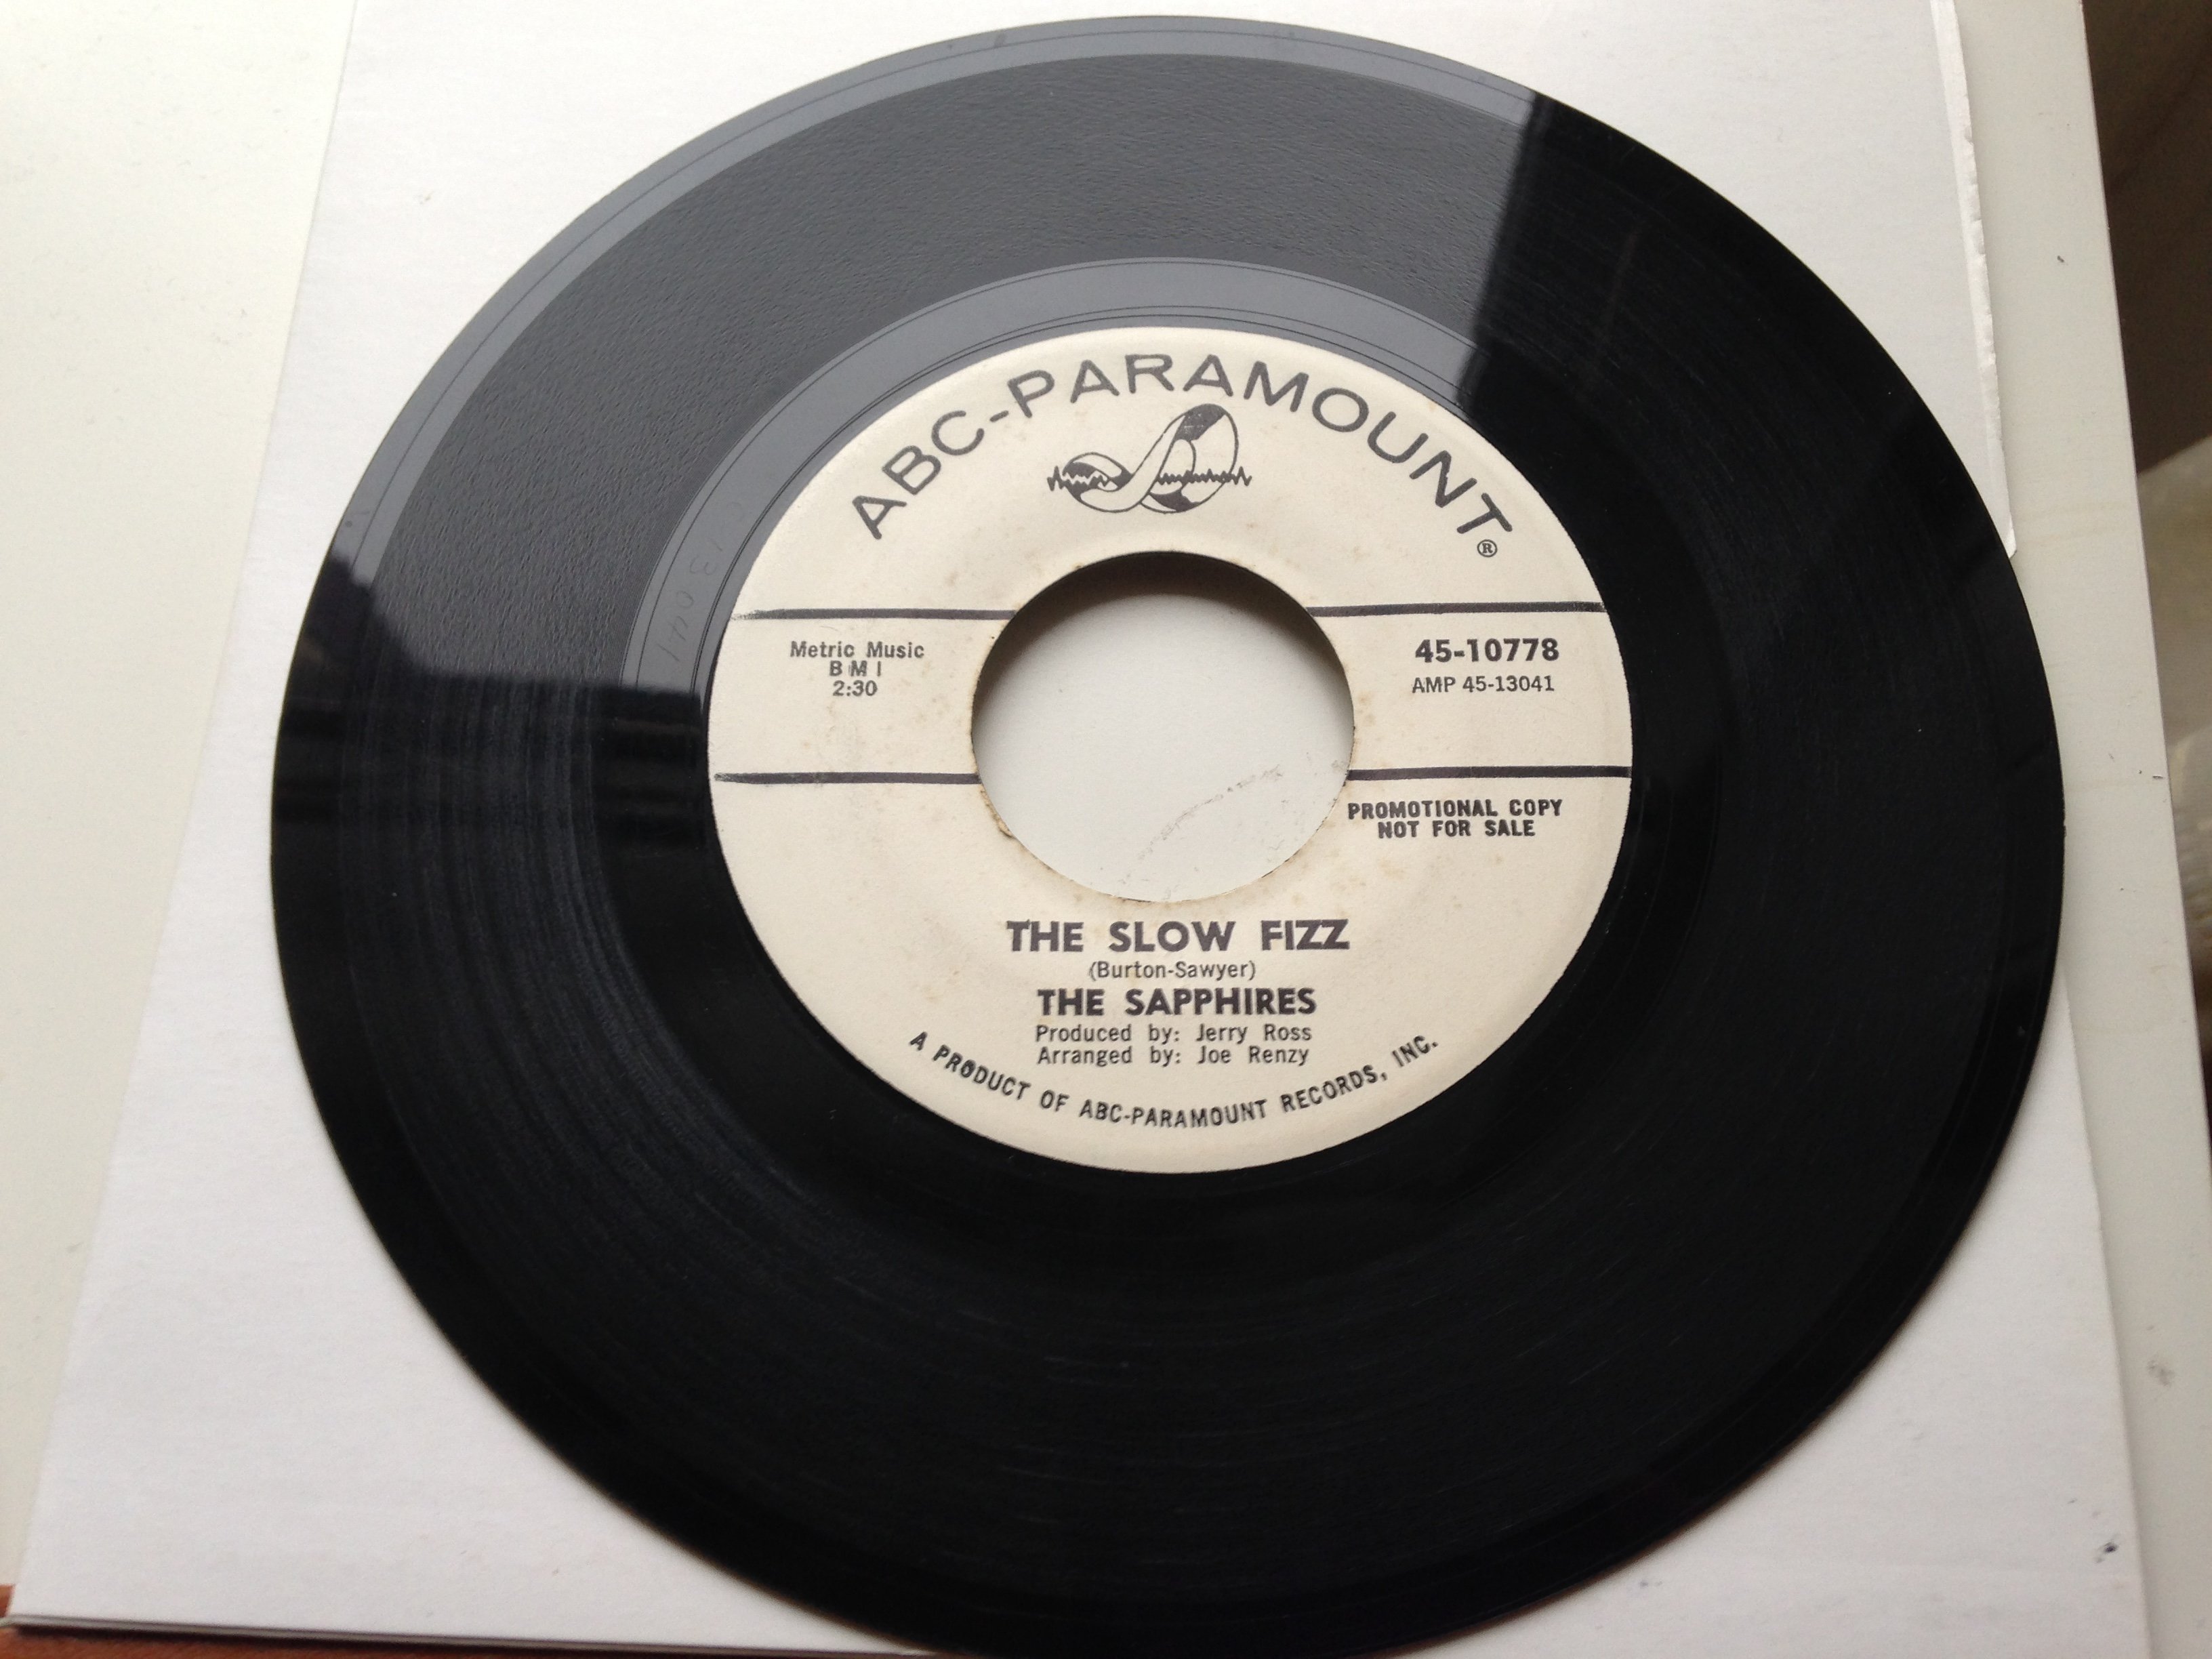 ABC-PARAMOUNT®
Metric Music
BMI
2:30
45-10778
AMP 45-13041
PROMOTIONAL COPY
NOT FOR SALE
THE SLOW FIZZ
(Burton-Sawyer)
THE SAPPHIRES
Produced by: Jerry Ross
Arranged by: Joe Renzy
A PRODUCT OF ABC-PARAMOUNT RECORDS, INC.